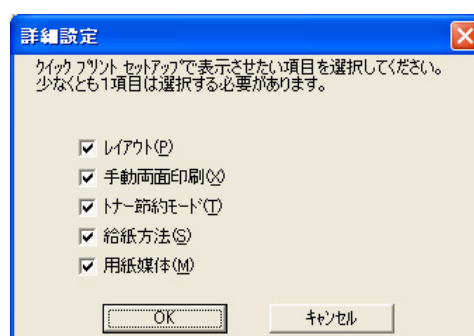 詳細設定
クイック プリント セットアップで表示させたい項目を選択してください。
少なくとも1項目は選択する必要があります。
レイアウト(P)
手動両面印刷(X)
トナー節約モード(T)
給紙方法(S)
用紙媒体(M)
OK
キャンセル